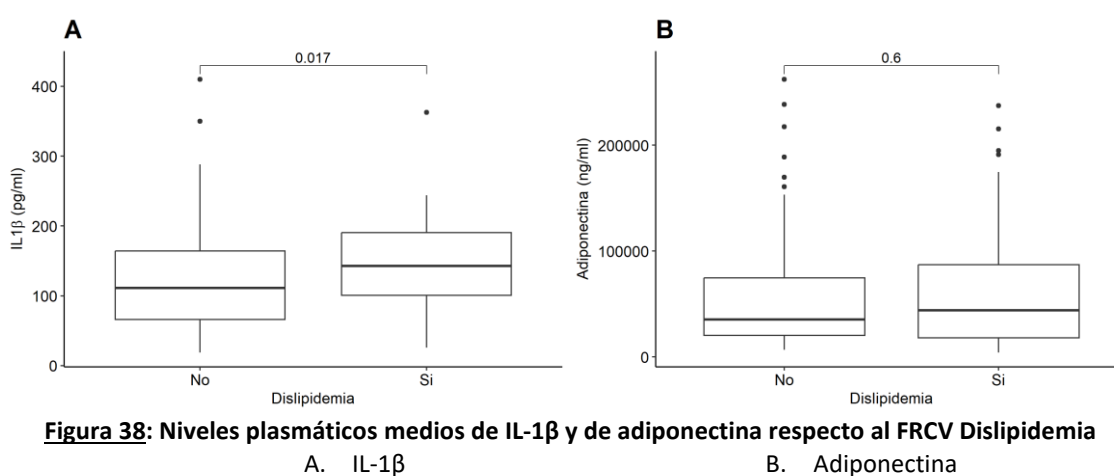 A
0.017
400
300
200
100
0
IL1β (pg/ml)
No
Si
Dislipidemia
B
0.6
200000
100000
0
Adiponectina (ng/ml)
No
Si
Dislipidemia
Figura 38: Niveles plasmáticos medios de IL-1β y de adiponectina respecto al FRCV Dislipidemia
A. IL-1β
B. Adiponectina